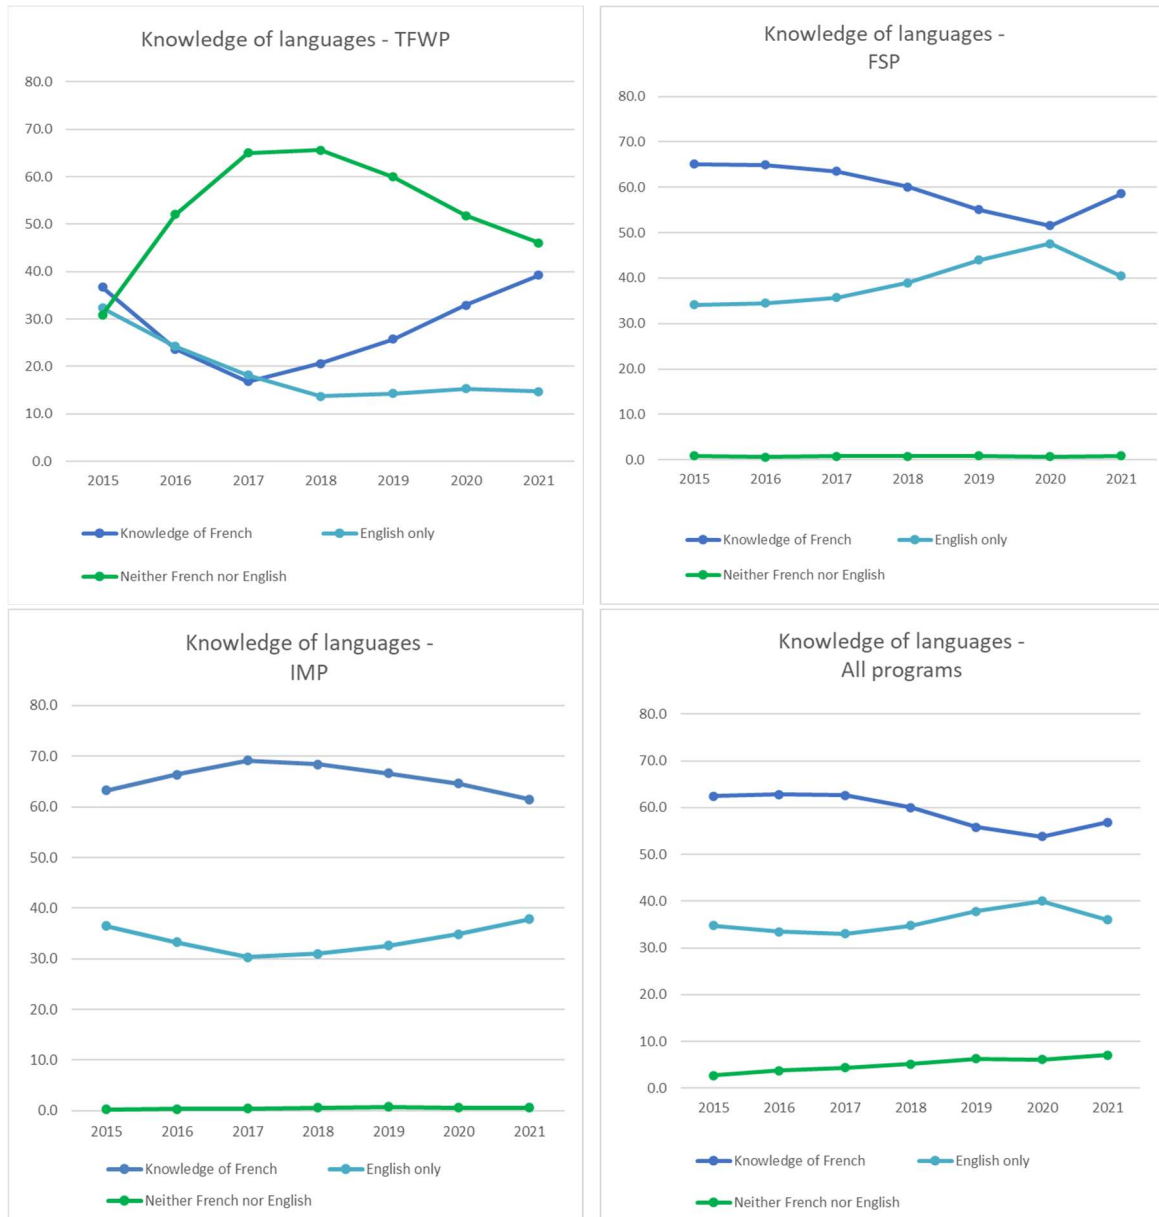 Knowledge of languages - TFWP
80.0
70.0
60.0
50.0
40.0
30.0
20.0
10.0
0.0
2015 2016 2017 2018 2019 2020 2021
Knowledge of French English only
Neither French nor English
Knowledge of languages -
FSP
80.0
70.0
60.0
50.0
40.0
30.0
20.0
10.0
0.0
2015 2016 2017 2018 2019 2020 2021
Knowledge of French English only
Neither French nor English
Knowledge of languages -
IMP
80.0
70.0
60.0
50.0
40.0
30.0
20.0
10.0
0.0
2015 2016 2017 2018 2019 2020 2021
Knowledge of French English only
Neither French nor English
Knowledge of languages -
All programs
80.0
70.0
60.0
50.0
40.0
30.0
20.0
10.0
0.0
2015 2016 2017 2018 2019 2020 2021
Knowledge of French English only
Neither French nor English